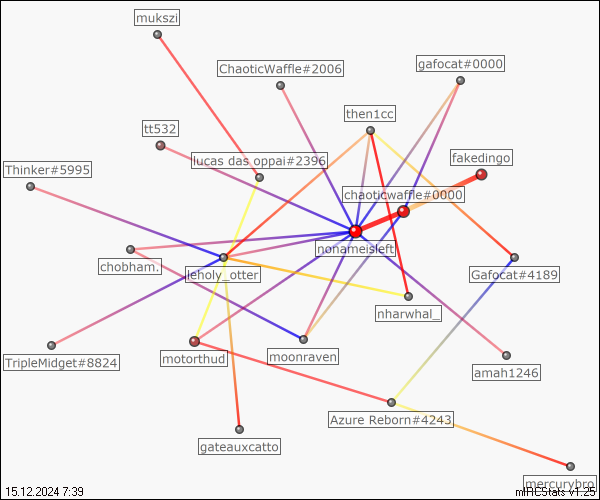 mukszi
ChaoticWaffle#2006
gafocat#0000
then1cc
tt532
lucas das oppai#2396
fakedingo
Thinker#5995
chaoticwaffle#0000
nonameisleft
chobham.
leholy_otter
Gafocat#4189
nharwhal_
TripleMidget#8824
motorthud
moonraven
amah1246
Azure Reborn#4243
gateauxcatto
mercurybro
15.12.2024 7:39
mIRCStats v1.25